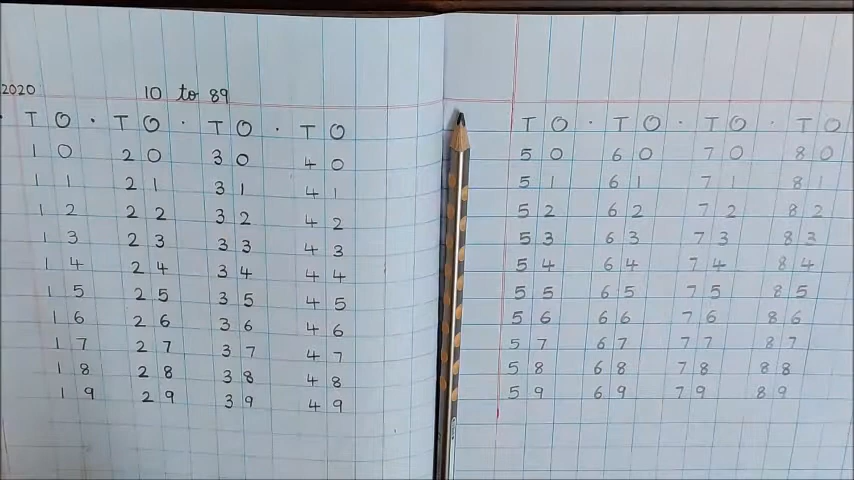 2020
10 to 89
. T O . T O . T O . T O
1 0 2 0 3 0 4 0
1 1 2 1 3 1 4 1
1 2 2 2 3 2 4 2
1 3 2 3 3 3 4 3
1 4 2 4 3 4 4 4
1 5 2 5 3 5 4 5
1 6 2 6 3 6 4 6
1 7 2 7 3 7 4 7
1 8 2 8 3 8 4 8
1 9 2 9 3 9 4 9
T O . T O . T O . T O
5 0 6 0 7 0 8 0
5 1 6 1 7 1 8 1
5 2 6 2 7 2 8 2
5 3 6 3 7 3 8 3
5 4 6 4 7 4 8 4
5 5 6 5 7 5 8 5
5 6 6 6 7 6 8 6
5 7 6 7 7 7 8 7
5 8 6 8 7 8 8 8
5 9 6 9 7 9 8 9